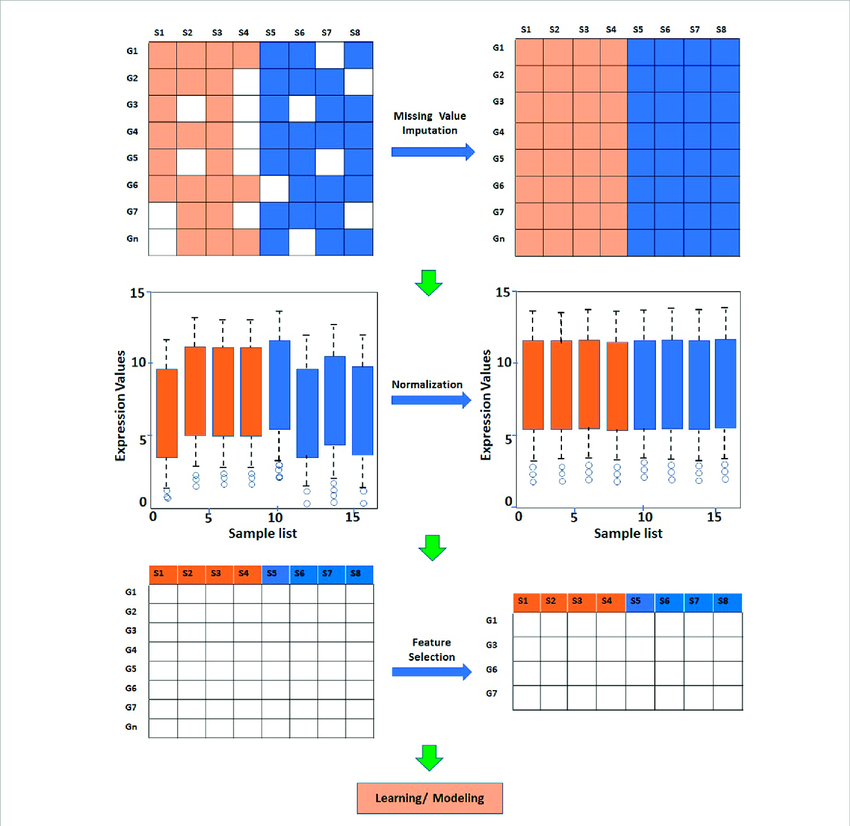 S1 S2 S3 S4 S5 S6 S7 S8
G1
G2
G3
G4
G5
G6
G7
Gn
Missing Value
Imputation
S1 S2 S3 S4 S5 S6 S7 S8
G1
G2
G3
G4
G5
G6
G7
Gn
Expression Values
15
10
5
0
0 5 10 15
Sample list
Normalization
Expression Values
15
10
5
0
0 5 10 15
Sample list
S1 S2 S3 S4 S5 S6 S7 S8
G1
G2
G3
G4
G5
G6
G7
Gn
Feature
Selection
S1 S2 S3 S4 S5 S6 S7 S8
G1
G3
G6
G7
Learning/ Modeling